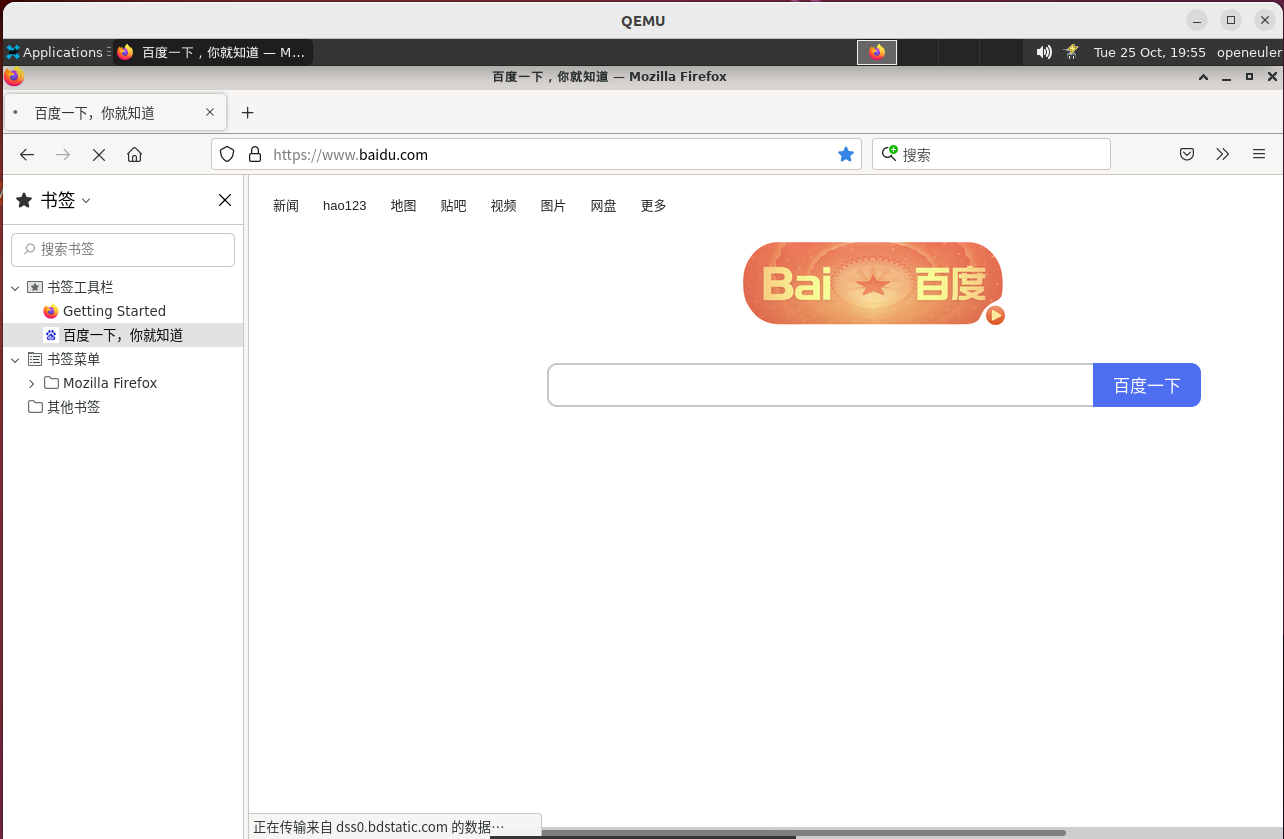 QEMU
Applications 百度一下，你就知道 — M... Tue 25 Oct, 19:55 openeuler
百度一下，你就知道 — Mozilla Firefox
百度一下，你就知道
https://www.baidu.com 搜索
书签
搜索书签
书签工具栏
Getting Started
百度一下，你就知道
书签菜单
Mozilla Firefox
其他书签
新闻 hao123 地图 贴吧 视频 图片 网盘 更多
Bai 百度
百度一下
正在传输来自 dss0.bdstatic.com 的数据…